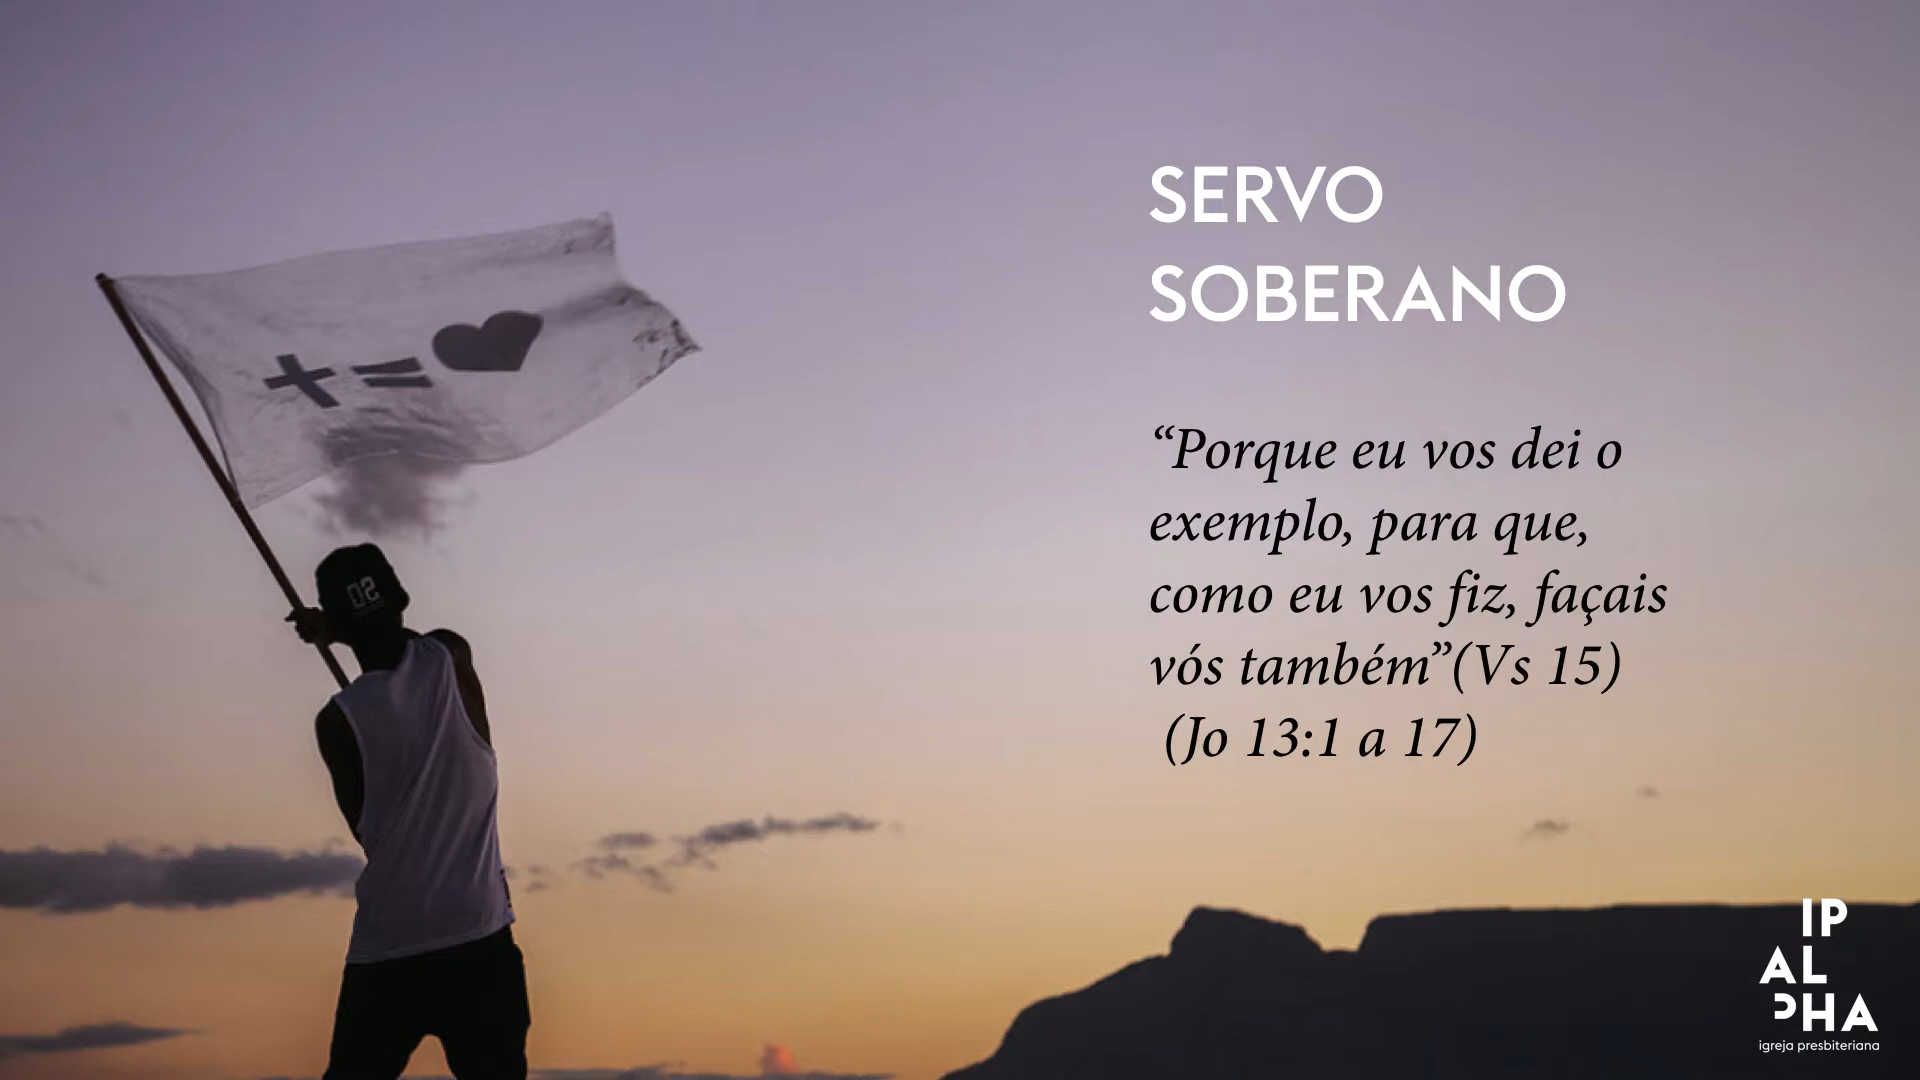 SERVO
SOBERANO
“Porque eu vos dei o
exemplo, para que,
como eu vos fiz, façais
vós também”(Vs 15)
(Jo 13:1 a 17)
IP
AL
PHA
igreja presbiteriana